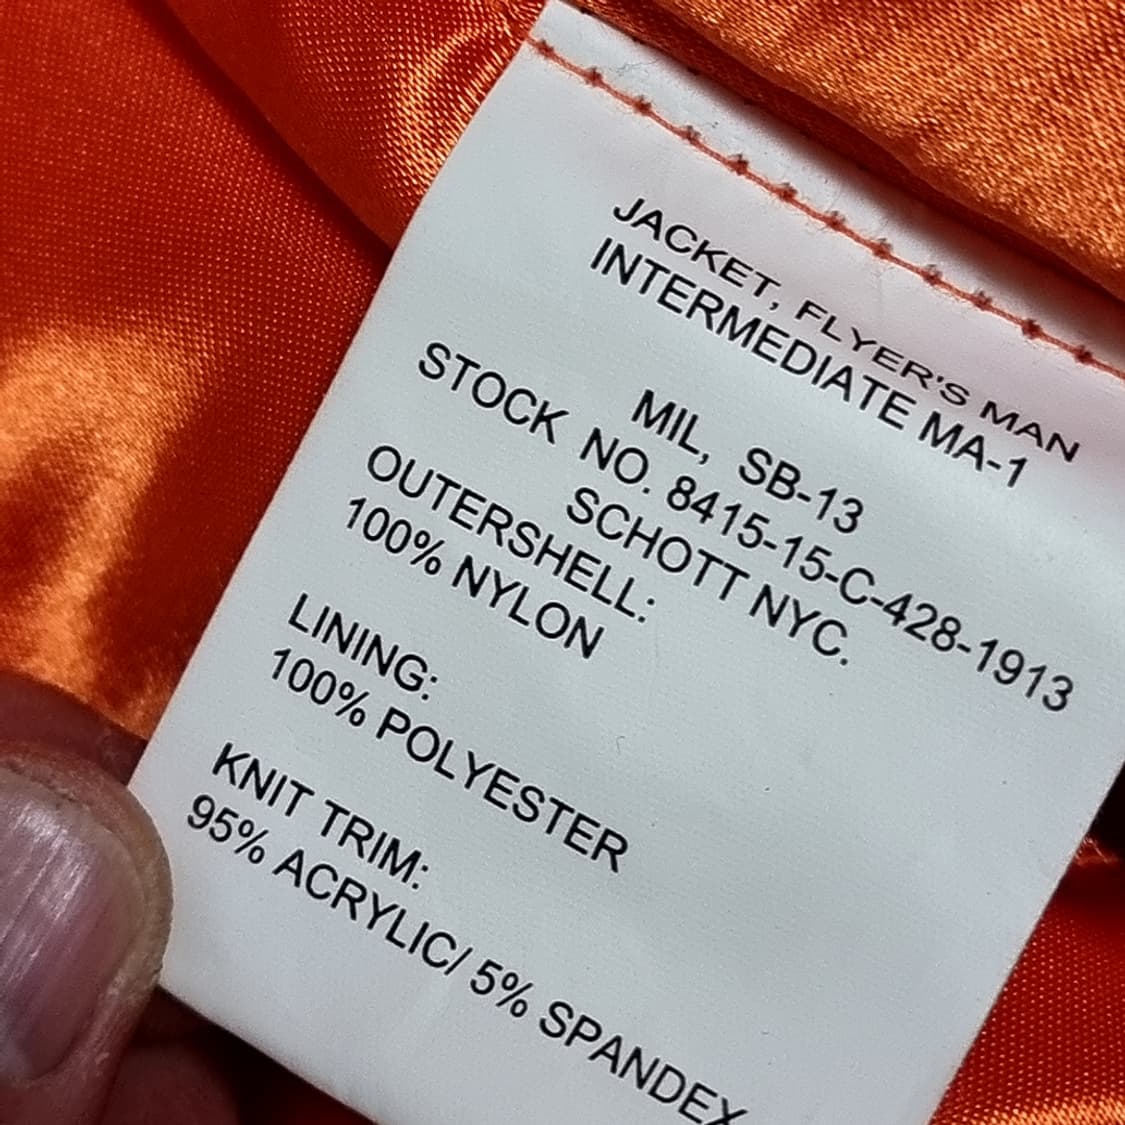 JACKET, FLYER'S MAN
INTERMEDIATE MA-1
MIL, SB-13
STOCK NO. 8415-15-C-428-1913
SCHOTT NYC.
OUTERSHELL:
100% NYLON
LINING:
100% POLYESTER
KNIT TRIM:
95% ACRYLIC/ 5% SPANDEX